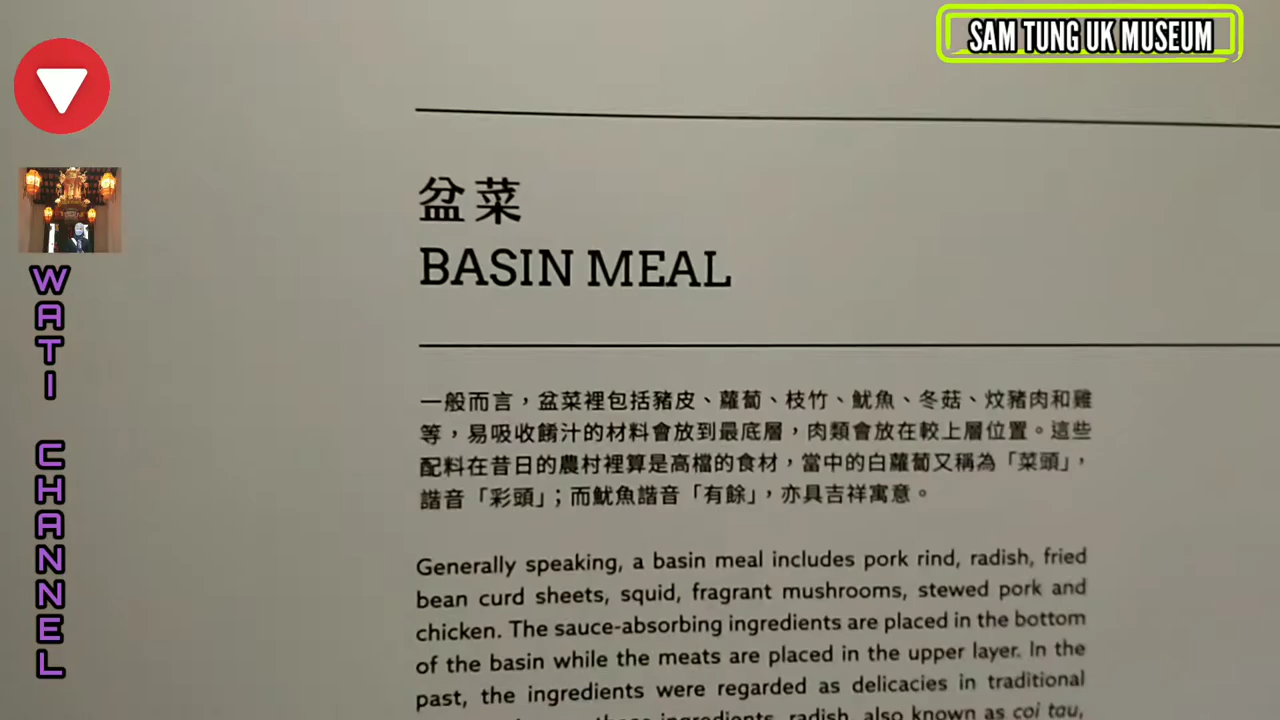 SAM TUNG UK MUSEUM
盆菜
BASIN MEAL
一般而言，盆菜裡包括豬皮、蘿蔔、枝竹、魷魚、冬菇、炆豬肉和雞
等，易吸收餚汁的材料會放到最底層，肉類會放在較上層位置。這些
配料在昔日的農村裡算是高檔的食材，當中的白蘿蔔又稱為「菜頭」，
諧音「彩頭」；而魷魚諧音「有餘」，亦具吉祥寓意。
Generally speaking, a basin meal includes pork rind, radish, fried
bean curd sheets, squid, fragrant mushrooms, stewed pork and
chicken. The sauce-absorbing ingredients are placed in the bottom
of the basin while the meats are placed in the upper layer. In the
past, the ingredients were regarded as delicacies in traditional
ingredients, radish, also known as coi tau,
WATI CHANNEL